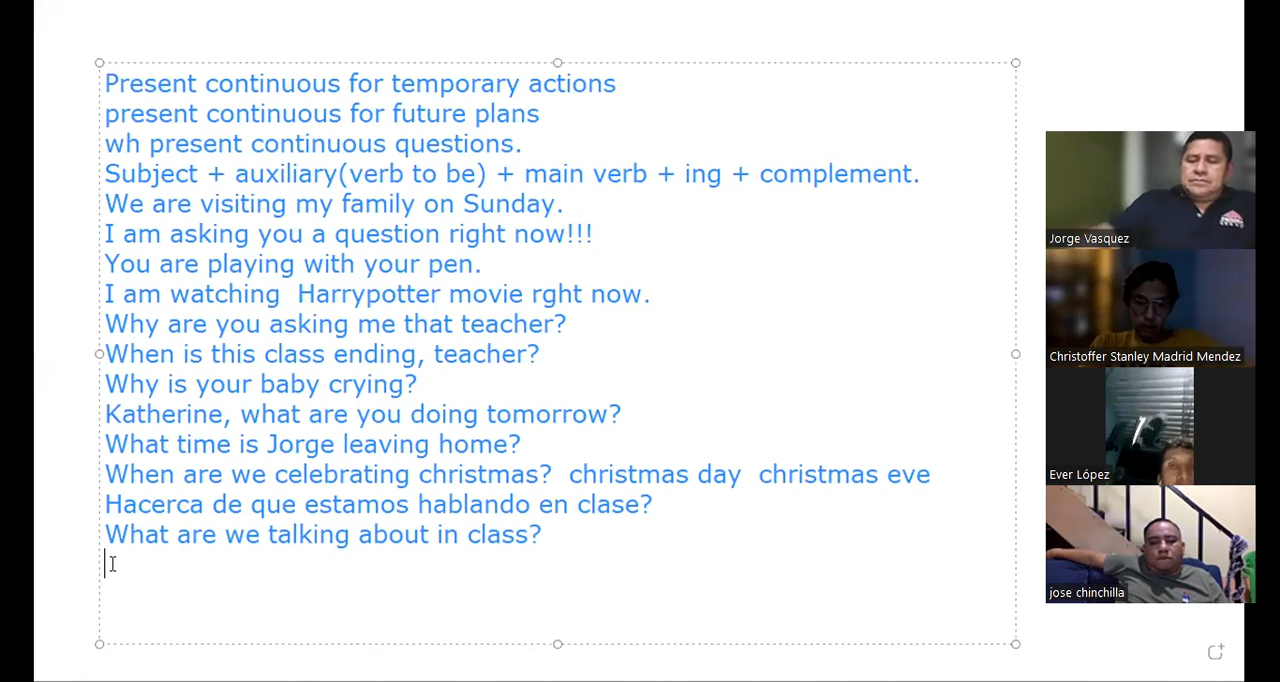 Present continuous for temporary actions
present continuous for future plans
wh present continuous questions.
Subject + auxiliary(verb to be) + main verb + ing + complement.
We are visiting my family on Sunday.
I am asking you a question right now!!!
You are playing with your pen.
I am watching  Harrypotter movie rght now.
Why are you asking me that teacher?
When is this class ending, teacher?
Why is your baby crying?
Katherine, what are you doing tomorrow?
What time is Jorge leaving home?
When are we celebrating christmas?  christmas day  christmas eve
Hacerca de que estamos hablando en clase?
What are we talking about in class?
Jorge Vasquez
Christoffer Stanley Madrid Mendez
Ever López
jose chinchilla